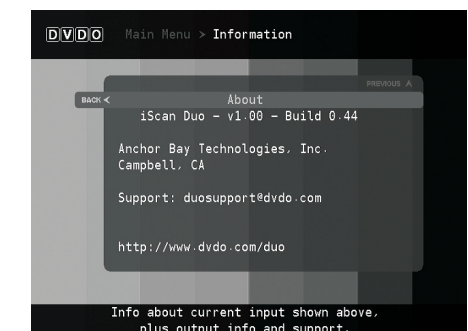 DVDO Main Menu > Information
PREVIOUS
BACK < About
iScan Duo - v1.00 - Build 0.44
Anchor Bay Technologies, Inc.
Campbell, CA
Support: duosupport@dvdo.com
http://www.dvdo.com/duo
Info about current input shown above,
plus output info and support.